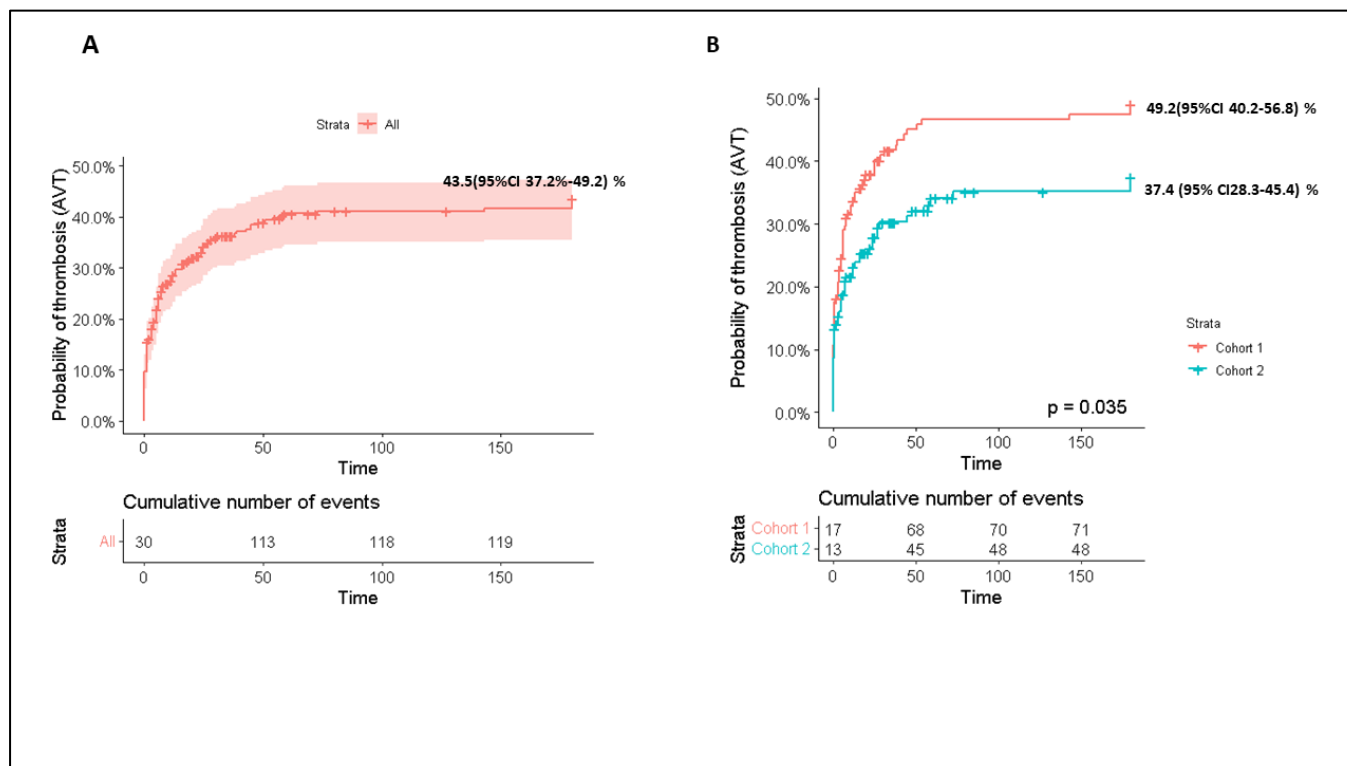 A
Strata All
Probability of thrombosis (AVT)
50.0%
40.0%
30.0%
20.0%
10.0%
0.0%
43.5(95%CI 37.2%-49.2) %
0 50 100 150
Time
Cumulative number of events
Strata
All 30 113 118 119
0 50 100 150
Time
B
Probability of thrombosis (AVT)
50.0%
40.0%
30.0%
20.0%
10.0%
0.0%
49.2(95%CI 40.2-56.8) %
37.4 (95% CI28.3-45.4) %
Strata
Cohort 1
Cohort 2
p = 0.035
0 50 100 150
Time
Cumulative number of events
Strata
Cohort 1 17 68 70 71
Cohort 2 13 45 48 48
0 50 100 150
Time